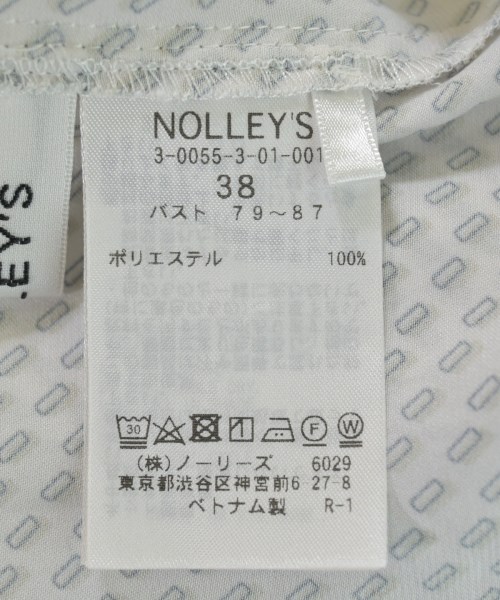 NOLLEY'S
3-0055-3-01-001
38
バスト 79〜87
ポリエステル 100%
30 F W
(株)ノーリーズ 6029
東京都渋谷区神宮前6-27-8
ベトナム製 R-1
EY'S